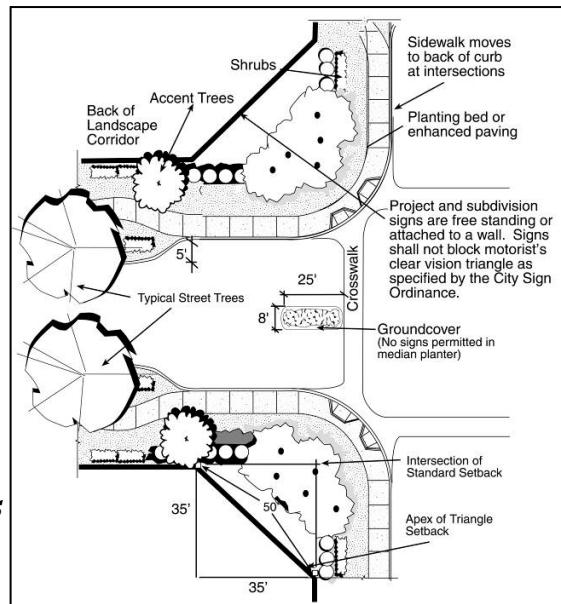 Sidewalk moves
to back of curb
at intersections
Shrubs
Accent Trees
Back of
Landscape
Corridor
Planting bed or
enhanced paving
Project and subdivision
signs are free standing or
attached to a wall. Signs
shall not block motorist's
clear vision triangle as
specified by the City Sign
Ordinance.
5'
25'
Crosswalk
8'
Typical Street Trees
Groundcover
(No signs permitted in
median planter)
Intersection of
Standard Setback
50'
35'
Apex of Triangle
Setback
35'